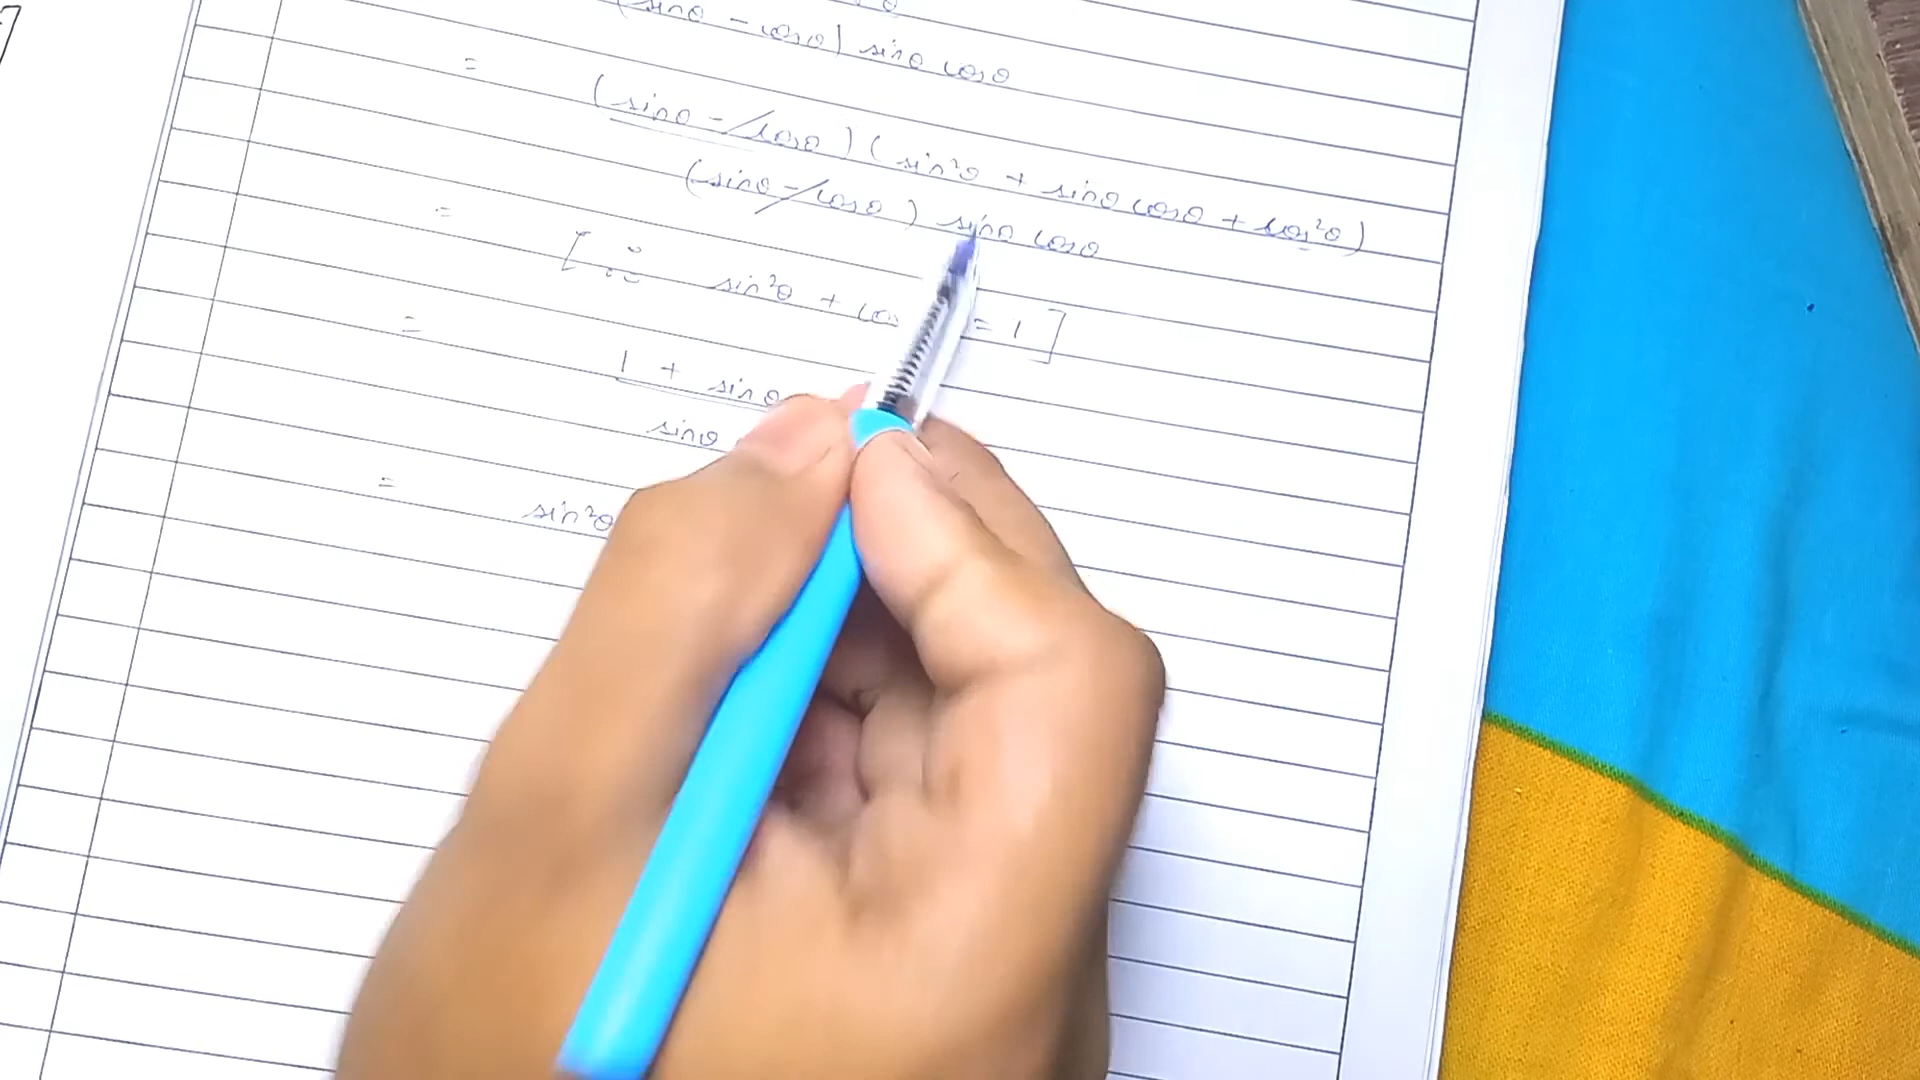 (sinθ - cosθ) sinθ cosθ
= (sinθ - cosθ) (sin²θ + sinθ cosθ + cos²θ)
(sinθ - cosθ) sinθ cosθ
= [∵ sin²θ + cos = 1]
= 1 + sinθ
sinθ
= sin²θ